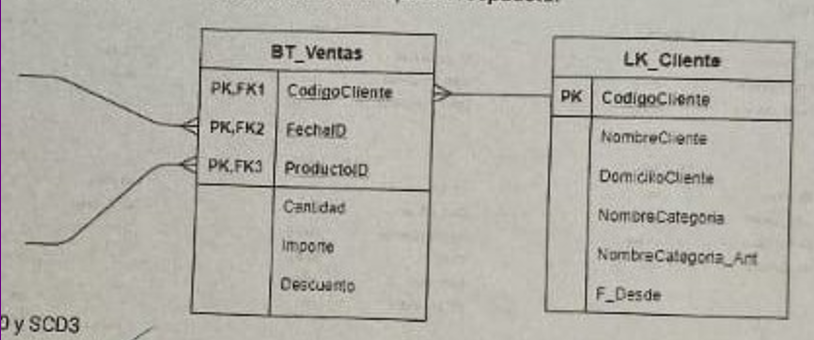 BT_Ventas
PK,FK1 CodigoCliente
PK,FK2 FechaID
PK,FK3 ProductoID
Cantidad
Importe
Descuento
LK_Cliente
PK CodigoCliente
NombreCliente
DomicilioCliente
NombreCategoria
NombreCategoria_Ant
F_Desde
0 y SCD3